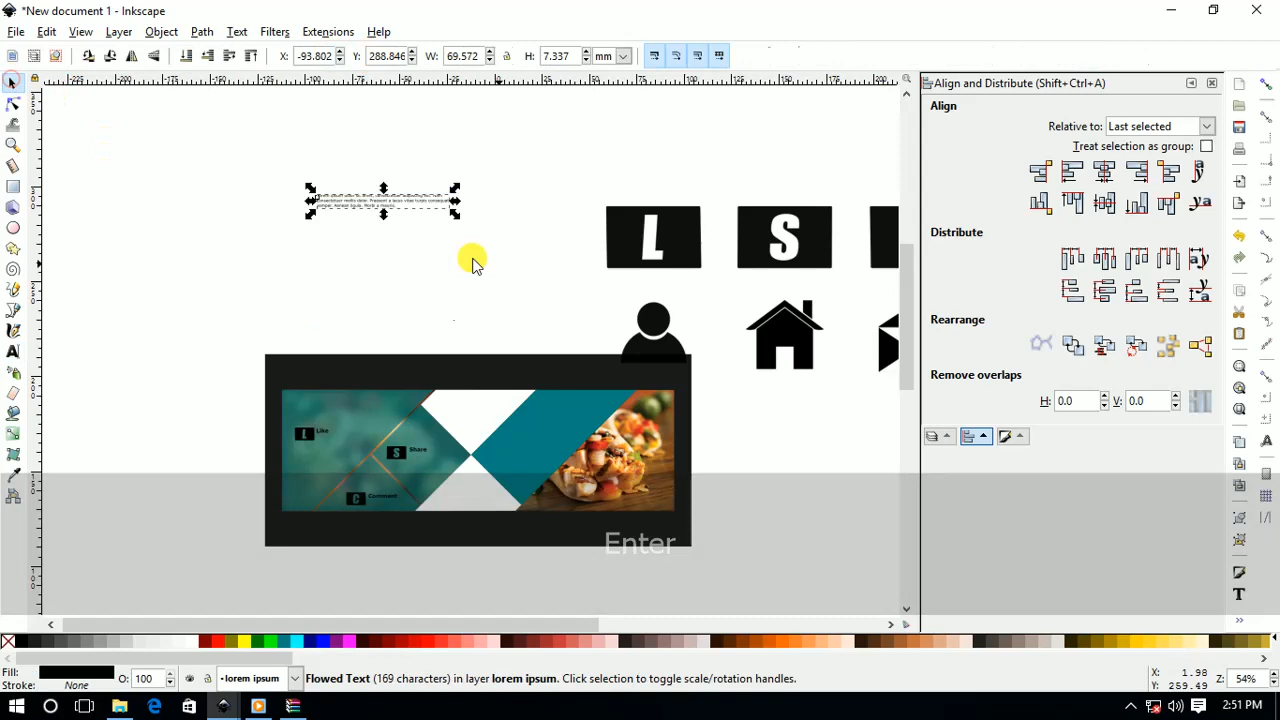 *New document 1 - Inkscape
File Edit View Layer Object Path Text Filters Extensions Help
X: -93.802 Y: 288.846 W: 69.572 H: 7.337 mm
Align and Distribute (Shift+Ctrl+A)
Align
Relative to: Last selected
Treat selection as group:
Distribute
Rearrange
Remove overlaps
H: 0.0 V: 0.0
L S
L Like
S Share
C Comment
Enter
Fill:
Stroke: None
O: 100
lorem ipsum
Flowed Text (169 characters) in layer lorem ipsum. Click selection to toggle scale/rotation handles.
X: 1.98
Y: 259.49
Z: 54%
2:51 PM